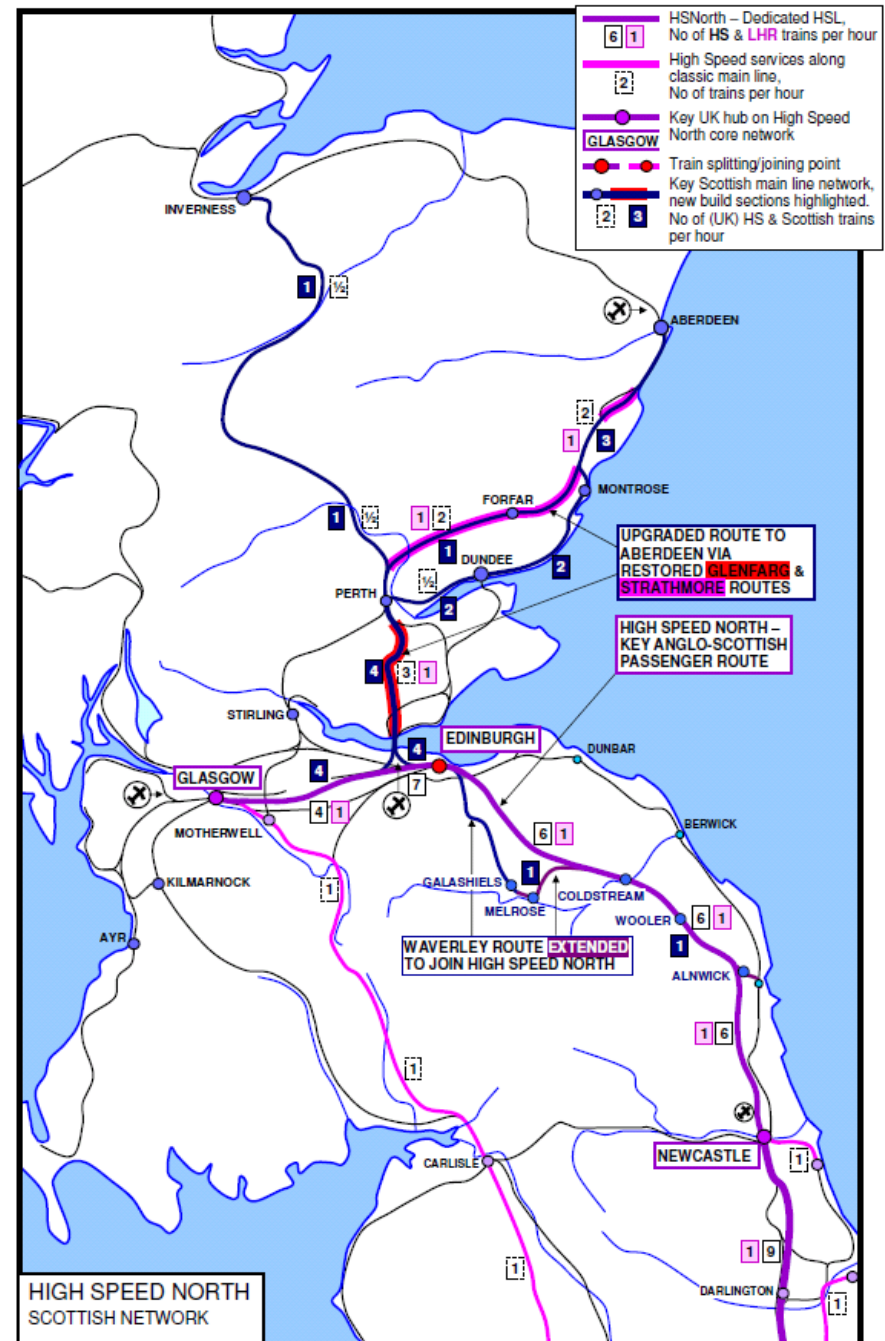 HSNorth – Dedicated HSL,
6 1 No of HS & LHR trains per hour
High Speed services along
classic main line,
2 No of trains per hour
Key UK hub on High Speed
GLASGOW North core network
Train splitting/joining point
Key Scottish main line network,
new build sections highlighted.
2 3 No of (UK) HS & Scottish trains
per hour
INVERNESS
1 ½
ABERDEEN
2
1 3
MONTROSE
FORFAR
1 ½
1 2
1
DUNDEE
2
½
PERTH
2
UPGRADED ROUTE TO
ABERDEEN VIA
RESTORED GLENFARG &
STRATHMORE ROUTES
HIGH SPEED NORTH –
KEY ANGLO-SCOTTISH
PASSENGER ROUTE
4 3 1
STIRLING
EDINBURGH
4
DUNBAR
GLASGOW
4
7
4 1
MOTHERWELL
BERWICK
6 1
KILMARNOCK
1
GALASHIELS
1
COLDSTREAM
MELROSE
WOOLER
6 1
1
AYR
WAVERLEY ROUTE EXTENDED
TO JOIN HIGH SPEED NORTH
ALNWICK
1 6
1
NEWCASTLE
CARLISLE
1
1 9
1
DARLINGTON
1
HIGH SPEED NORTH
SCOTTISH NETWORK